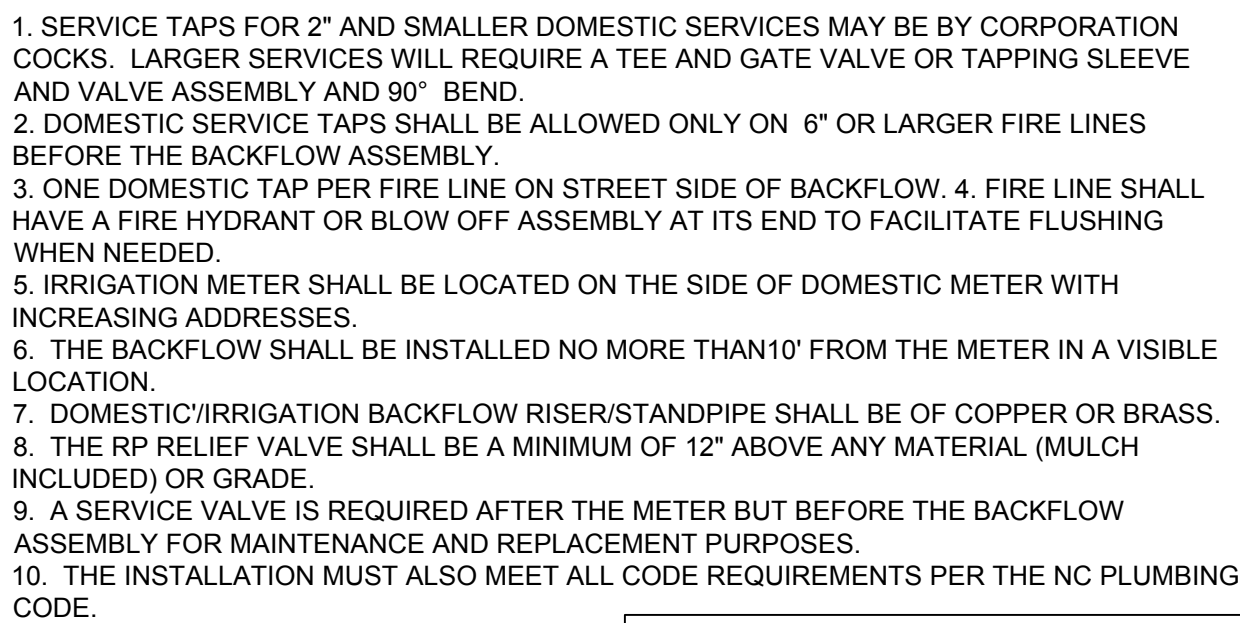 1. SERVICE TAPS FOR 2" AND SMALLER DOMESTIC SERVICES MAY BE BY CORPORATION
COCKS.  LARGER SERVICES WILL REQUIRE A TEE AND GATE VALVE OR TAPPING SLEEVE
AND VALVE ASSEMBLY AND 90°  BEND.
2. DOMESTIC SERVICE TAPS SHALL BE ALLOWED ONLY ON  6" OR LARGER FIRE LINES
BEFORE THE BACKFLOW ASSEMBLY.
3. ONE DOMESTIC TAP PER FIRE LINE ON STREET SIDE OF BACKFLOW. 4. FIRE LINE SHALL
HAVE A FIRE HYDRANT OR BLOW OFF ASSEMBLY AT ITS END TO FACILITATE FLUSHING
WHEN NEEDED.
5. IRRIGATION METER SHALL BE LOCATED ON THE SIDE OF DOMESTIC METER WITH
INCREASING ADDRESSES.
6.  THE BACKFLOW SHALL BE INSTALLED NO MORE THAN10' FROM THE METER IN A VISIBLE
LOCATION.
7.  DOMESTIC'/IRRIGATION BACKFLOW RISER/STANDPIPE SHALL BE OF COPPER OR BRASS.
8.  THE RP RELIEF VALVE SHALL BE A MINIMUM OF 12" ABOVE ANY MATERIAL (MULCH
INCLUDED) OR GRADE.
9.  A SERVICE VALVE IS REQUIRED AFTER THE METER BUT BEFORE THE BACKFLOW
ASSEMBLY FOR MAINTENANCE AND REPLACEMENT PURPOSES.
10.  THE INSTALLATION MUST ALSO MEET ALL CODE REQUIREMENTS PER THE NC PLUMBING
CODE.